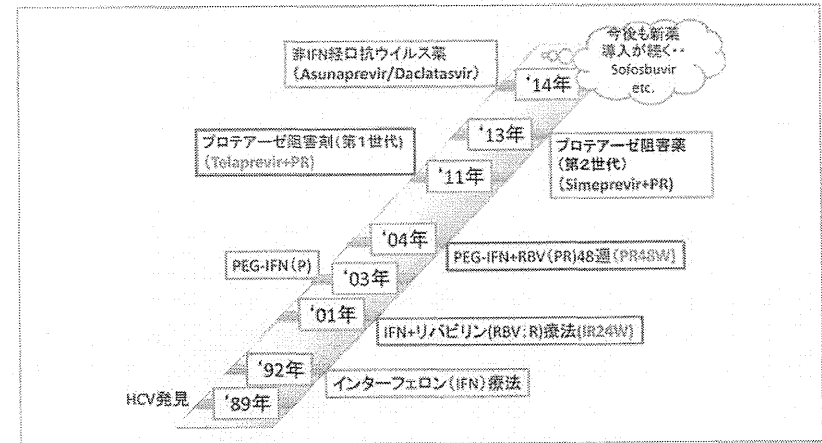 今後も新薬
導入が続く・・
Sofosbuvir
etc.
非IFN経口抗ウイルス薬
（Asunaprevir/Daclatasvir）
'14年
'13年
プロテアーゼ阻害剤（第1世代）
（Telaprevir+PR）
プロテアーゼ阻害薬
（第2世代）
（Simeprevir+PR）
'11年
'04年
PEG-IFN+RBV（PR）48週（PR48W）
PEG-IFN（P）
'03年
'01年
IFN+リバビリン(RBV:R)療法(IR24W)
'92年
インターフェロン（IFN）療法
HCV発見
'89年